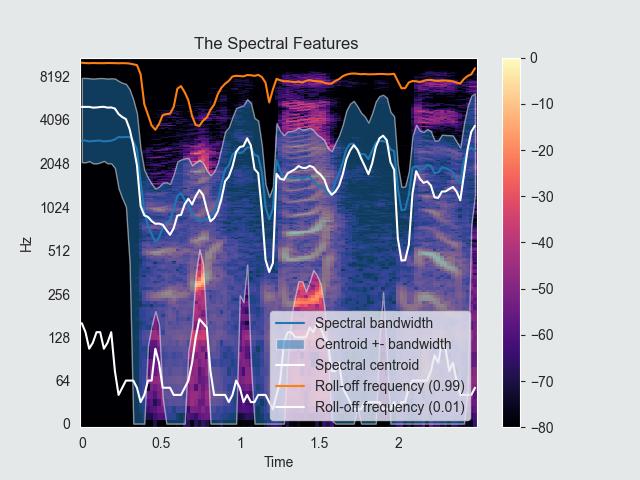 The Spectral Features
8192
4096
2048
1024
512
256
128
64
0
Hz
0
0.5
1
1.5
2
Time
Spectral bandwidth
Centroid +- bandwidth
Spectral centroid
Roll-off frequency (0.99)
Roll-off frequency (0.01)
0
−10
−20
−30
−40
−50
−60
−70
−80